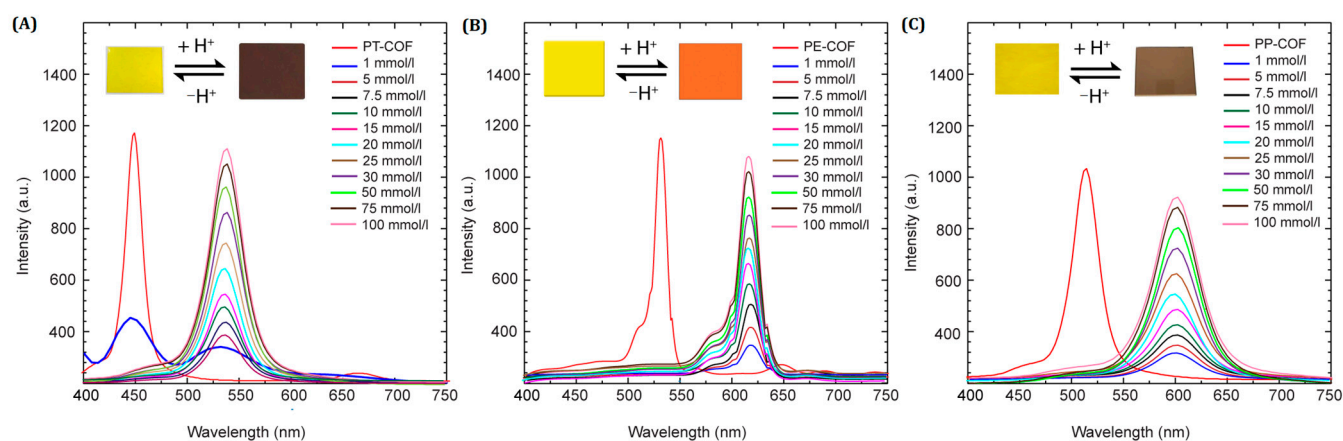 (A)
1400
1200
1000
800
600
400
400 450 500 550 600 650 700 750
Intensity (a.u.)
Wavelength (nm)
+ H⁺
−H⁺
PT-COF
1 mmol/l
5 mmol/l
7.5 mmol/l
10 mmol/l
15 mmol/l
20 mmol/l
25 mmol/l
30 mmol/l
50 mmol/l
75 mmol/l
100 mmol/l
(B)
1400
1200
1000
800
600
400
400 450 500 550 600 650 700 750
Intensity (a.u.)
Wavelength (nm)
+ H⁺
−H⁺
PE-COF
1 mmol/l
5 mmol/l
7.5 mmol/l
10 mmol/l
15 mmol/l
20 mmol/l
25 mmol/l
30 mmol/l
50 mmol/l
75 mmol/l
100 mmol/l
(C)
1400
1200
1000
800
600
400
400 450 500 550 600 650 700 750
Intensity (a.u.)
Wavelength (nm)
+ H⁺
−H⁺
PP-COF
1 mmol/l
5 mmol/l
7.5 mmol/l
10 mmol/l
15 mmol/l
20 mmol/l
25 mmol/l
30 mmol/l
50 mmol/l
75 mmol/l
100 mmol/l